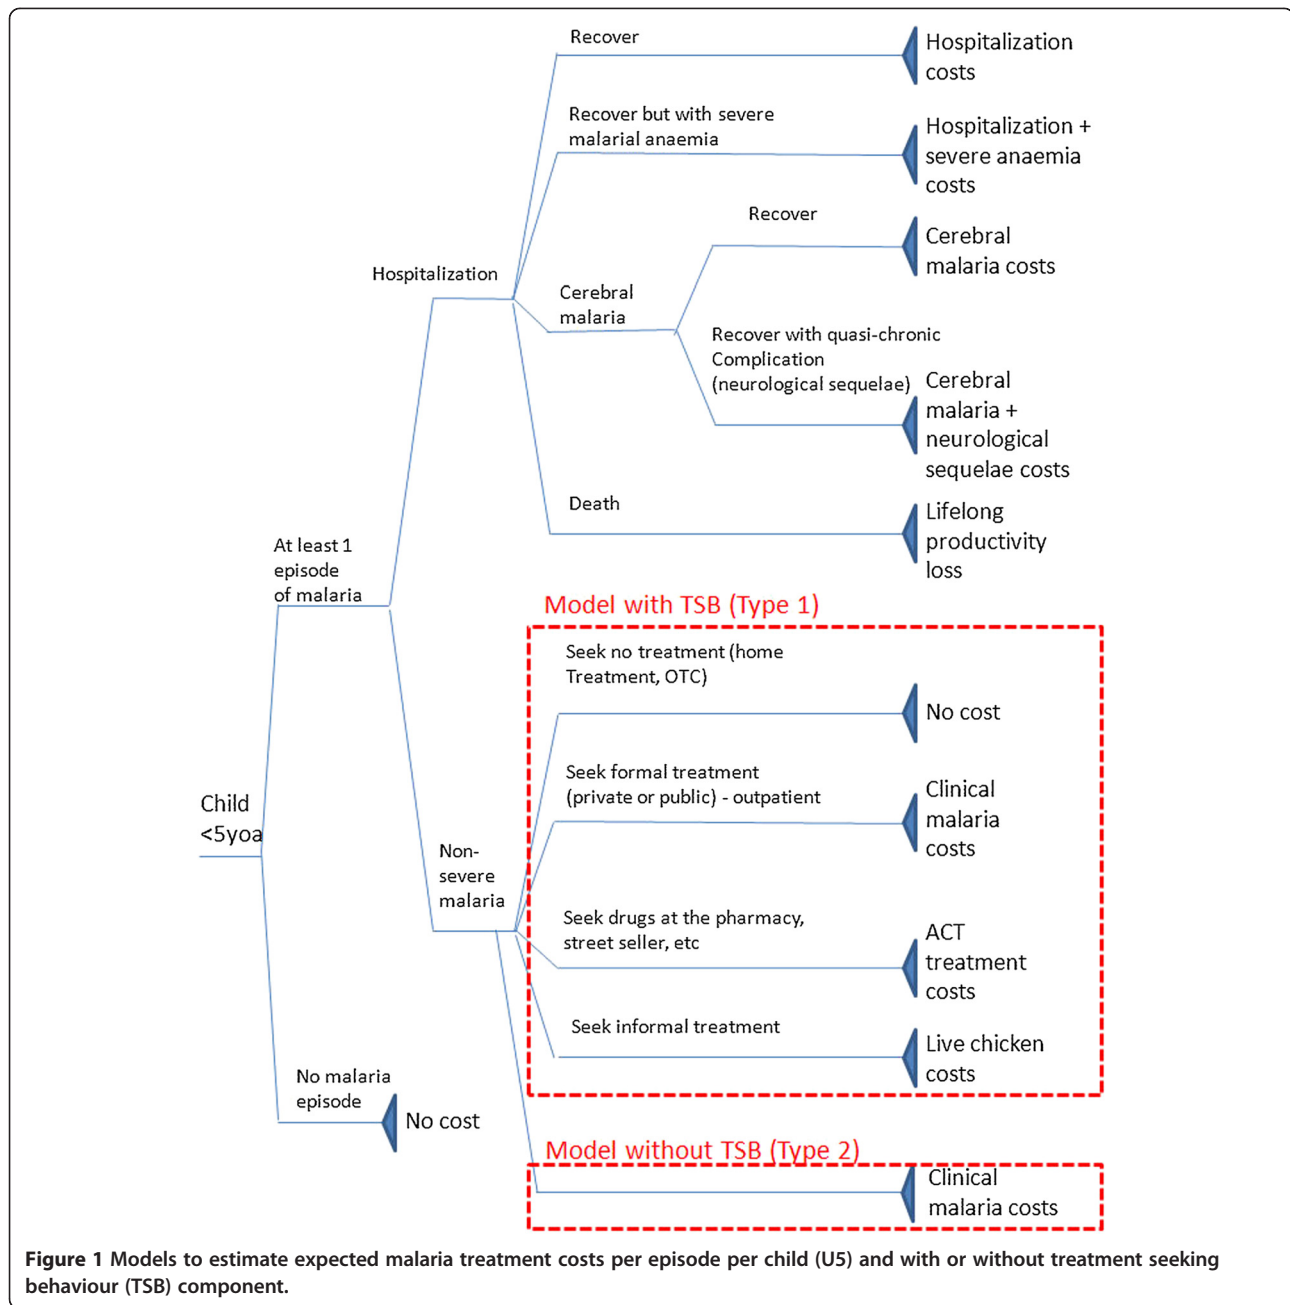 Recover
Hospitalization
costs
Recover but with severe
malarial anaemia
Hospitalization +
severe anaemia
costs
Recover
Cerebral
malaria costs
Hospitalization
Cerebral
malaria
Recover with quasi-chronic
Complication
(neurological sequelae)
Cerebral
malaria +
neurological
sequelae costs
Death
Lifelong
productivity
loss
At least 1
episode
of malaria
Model with TSB (Type 1)
Seek no treatment (home
Treatment, OTC)
No cost
Seek formal treatment
(private or public) - outpatient
Clinical
malaria
costs
Child
<5yoa
Non-
severe
malaria
Seek drugs at the pharmacy,
street seller, etc
ACT
treatment
costs
Seek informal treatment
Live chicken
costs
No malaria
episode
No cost
Model without TSB (Type 2)
Clinical
malaria costs
Figure 1 Models to estimate expected malaria treatment costs per episode per child (U5) and with or without treatment seeking
behaviour (TSB) component.